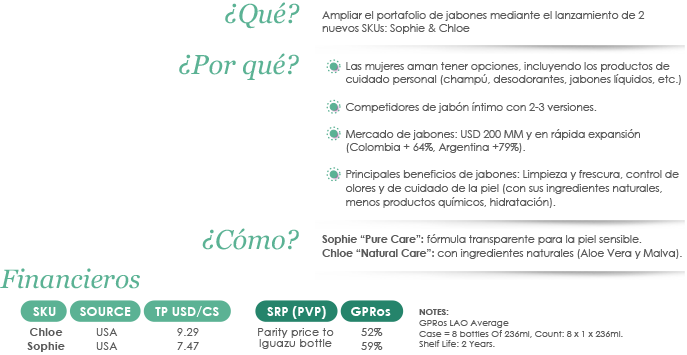 ¿Qué?
Ampliar el portafolio de jabones mediante el lanzamiento de 2
nuevos SKUs: Sophie & Chloe
¿Por qué?
Las mujeres aman tener opciones, incluyendo los productos de
cuidado personal (champú, desodorantes, jabones líquidos, etc.)
Competidores de jabón íntimo con 2-3 versiones.
Mercado de jabones: USD 200 MM y en rápida expansión
(Colombia + 64%, Argentina +79%).
Principales beneficios de jabones: Limpieza y frescura, control de
olores y de cuidado de la piel (con sus ingredientes naturales,
menos productos químicos, hidratación).
¿Cómo?
Sophie “Pure Care”: fórmula transparente para la piel sensible.
Chloe “Natural Care”: con ingredientes naturales (Aloe Vera y Malva).
Financieros
SKU SOURCE TP USD/CS
Chloe USA 9.29
Sophie USA 7.47
SRP (PVP) GPRos
Parity price to 52%
Iguazu bottle 59%
NOTES:
GPRos LAO Average
Case = 8 bottles Of 236ml, Count: 8 x 1 x 236ml.
Shelf Life: 2 Years.